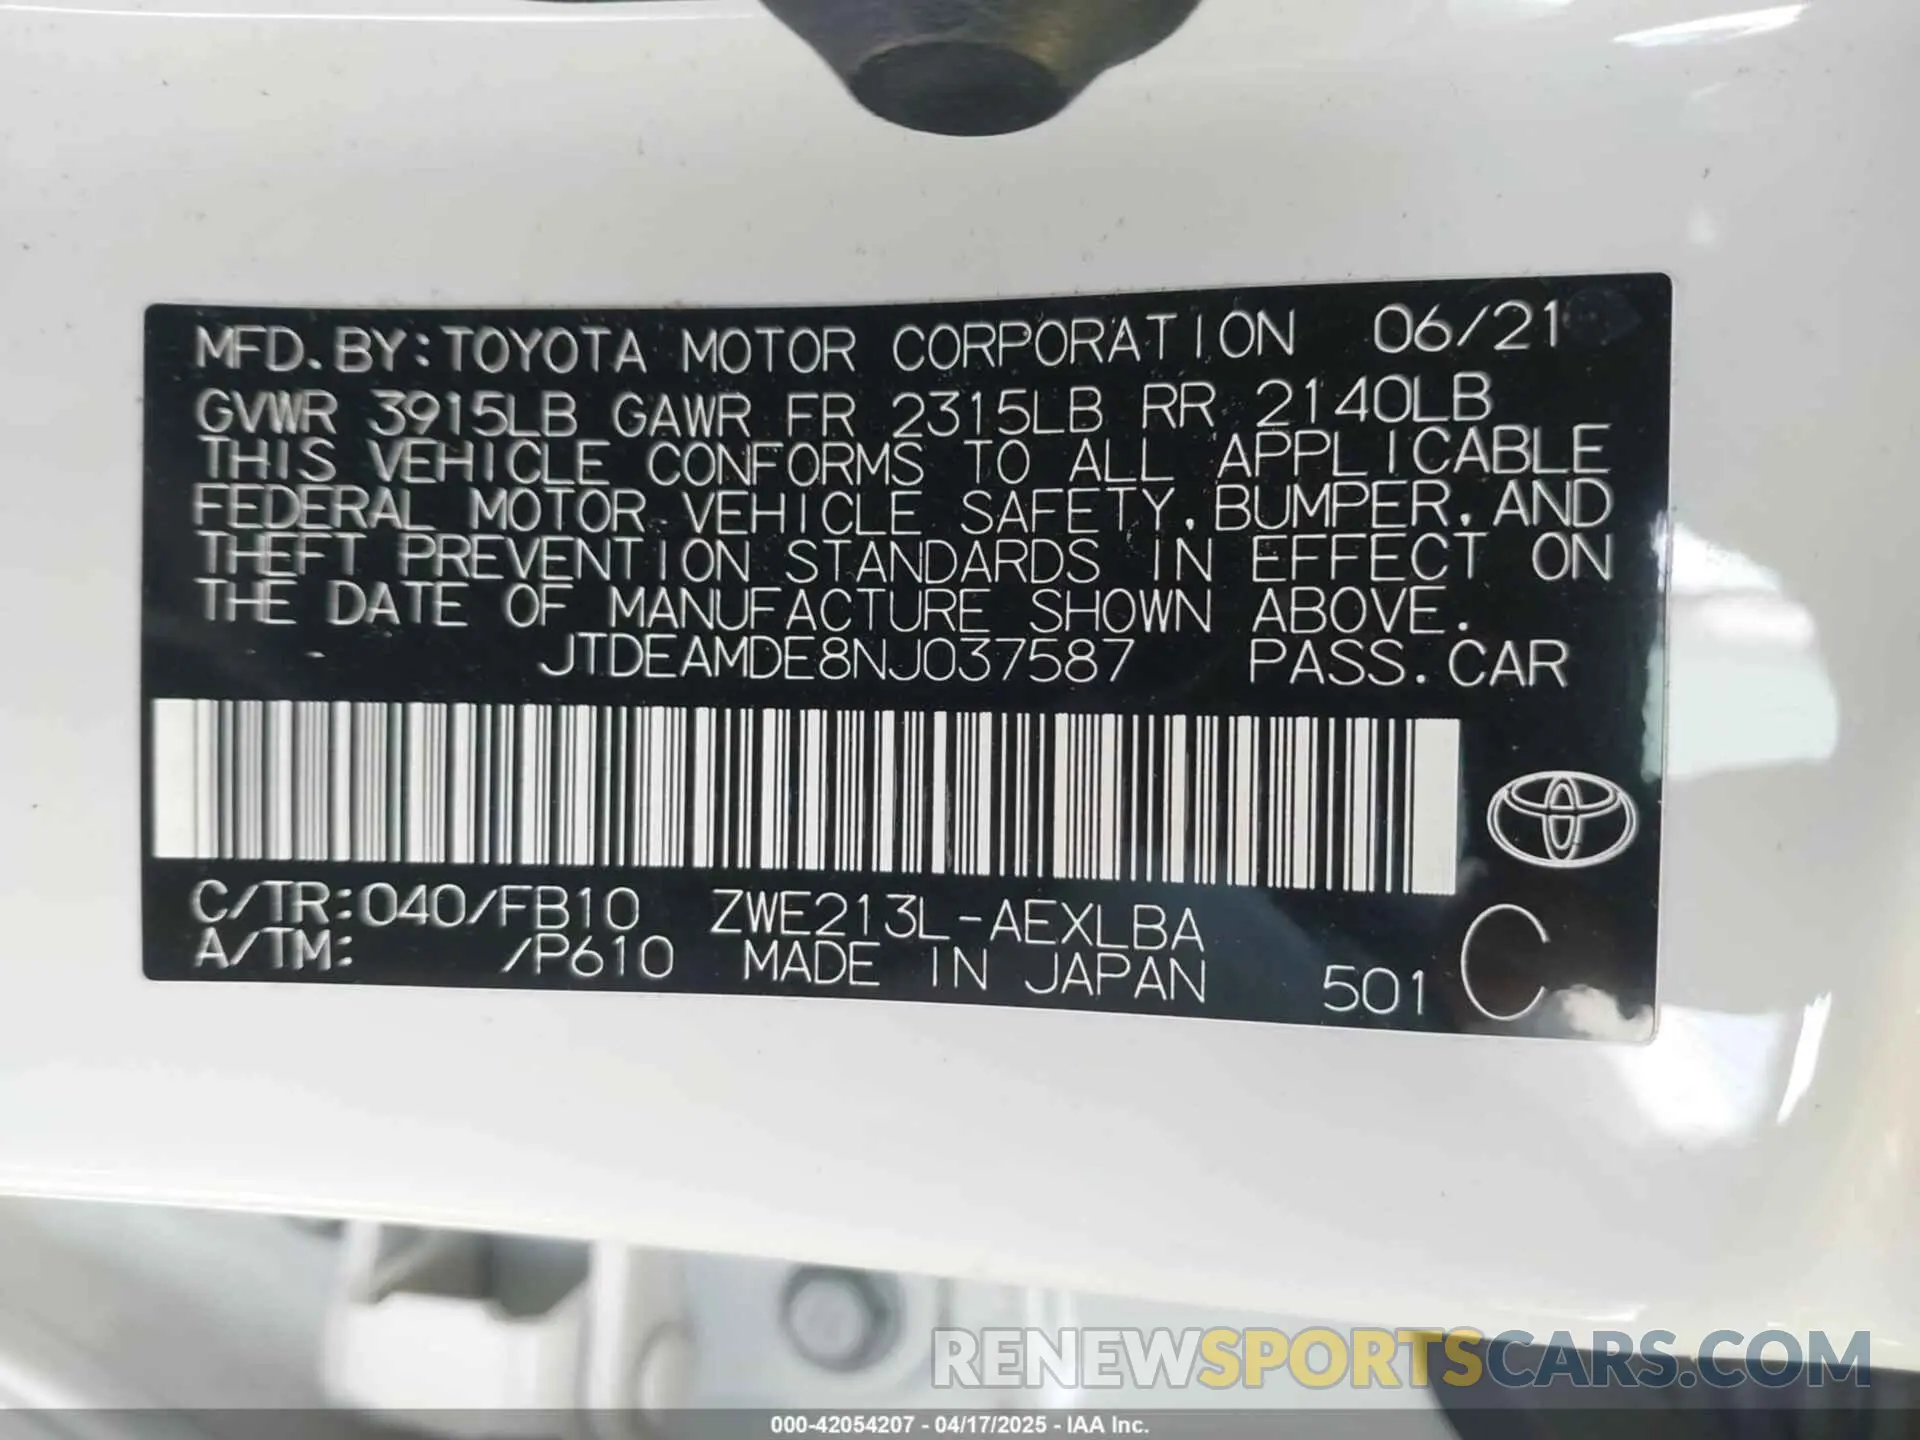 MFD.BY:TOYOTA MOTOR CORPORATION 06/21
GVWR 3915LB GAWR FR 2315LB RR 2140LB
THIS VEHICLE CONFORMS TO ALL APPLICABLE
FEDERAL MOTOR VEHICLE SAFETY, BUMPER, AND
THEFT PREVENTION STANDARDS IN EFFECT ON
THE DATE OF MANUFACTURE SHOWN ABOVE.
JTDEAMDE8NJ037587 PASS.CAR
C/TR:040/FB10 ZWE213L-AEXLBA
A/TM: /P610 MADE IN JAPAN 501 C
RENEWSPORTSCARS.COM
000-42054207 - 04/17/2025 - IAA Inc.